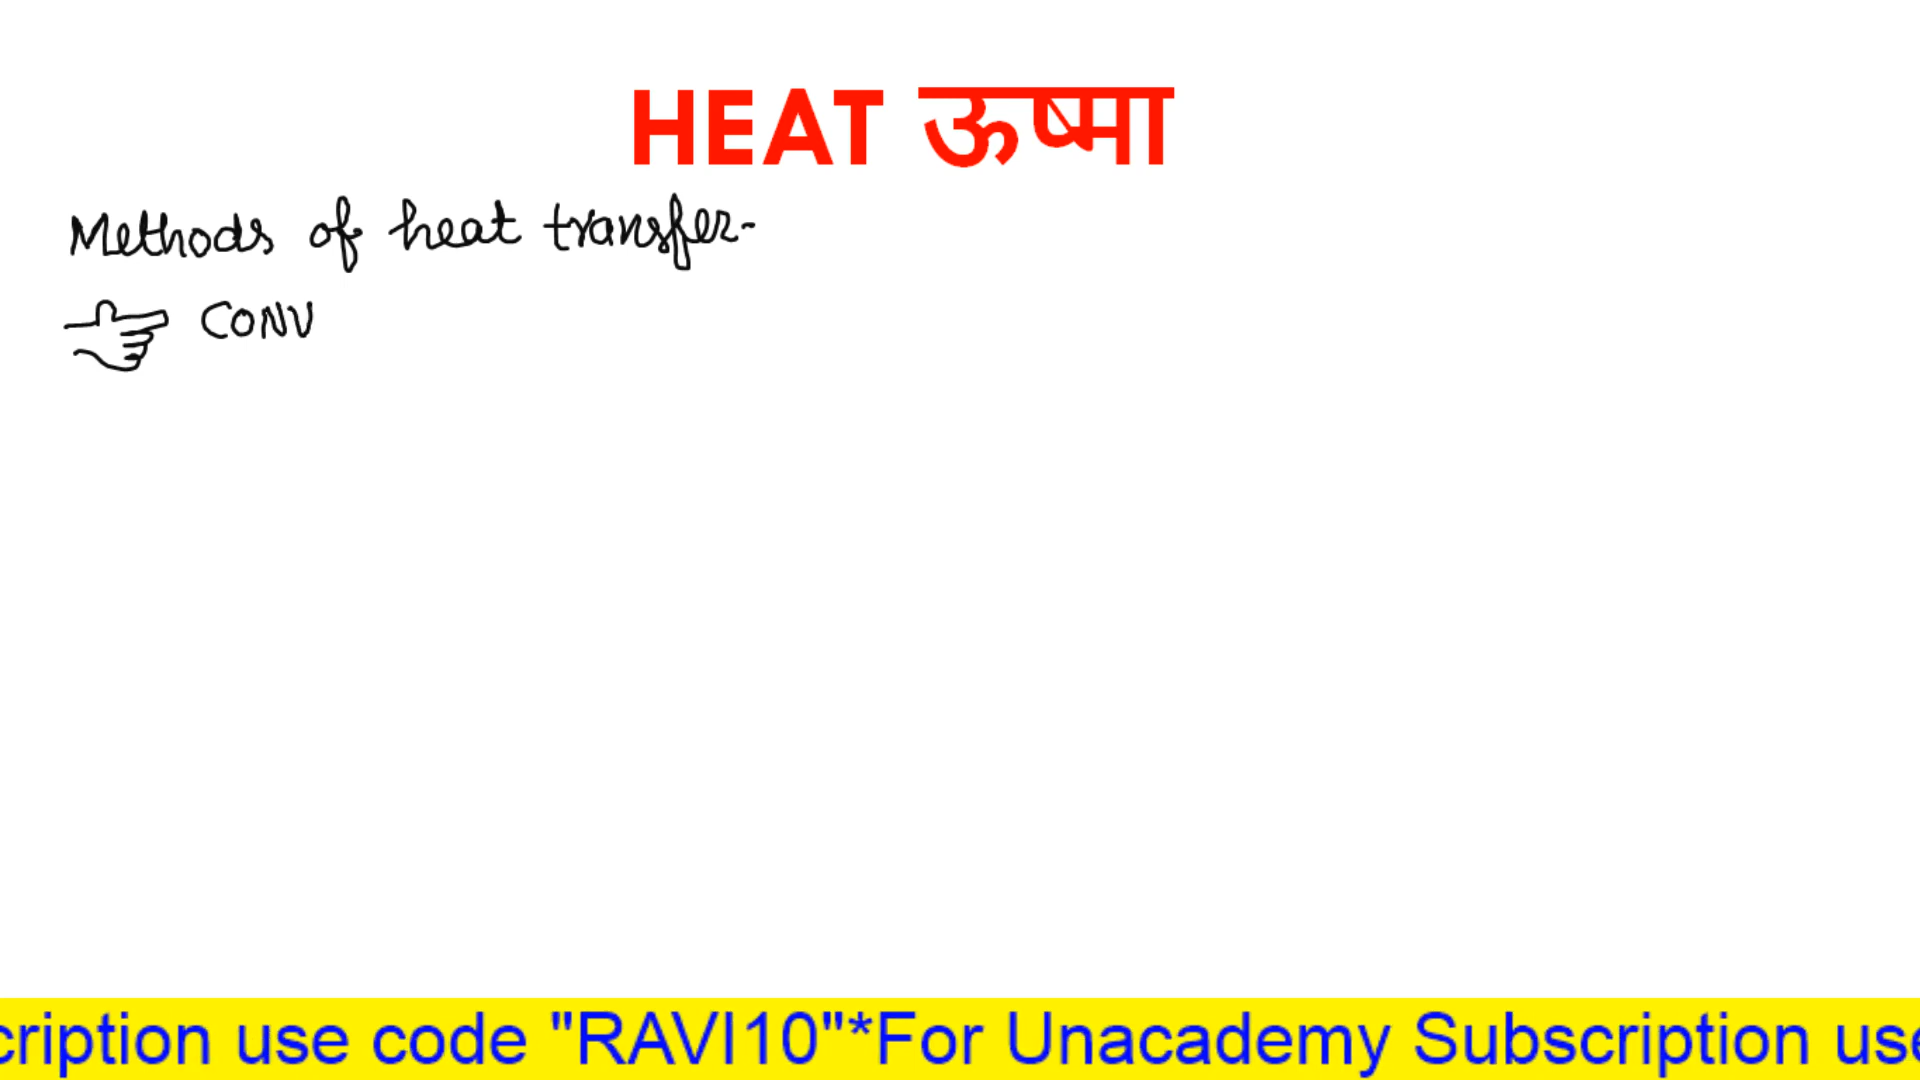 HEAT ऊष्मा
Methods of heat transfer-
CONV
cription use code "RAVI10"*For Unacademy Subscription use